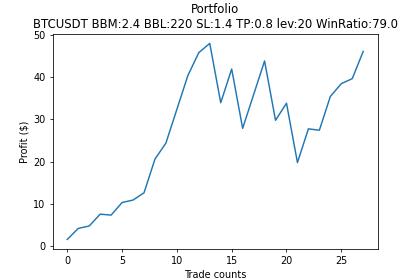 Portfolio
BTCUSDT BBM:2.4 BBL:220 SL:1.4 TP:0.8 lev:20 WinRatio:79.0
50
40
30
20
10
0
Profit ($)
0 5 10 15 20 25
Trade counts